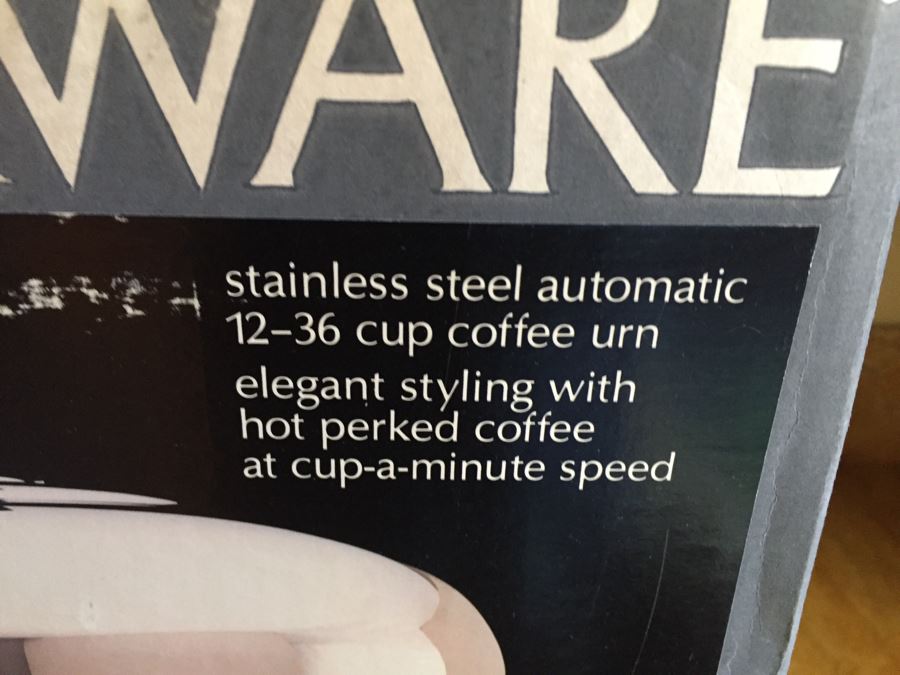 WARE
stainless steel automatic
12-36 cup coffee urn
elegant styling with
hot perked coffee
at cup-a-minute speed